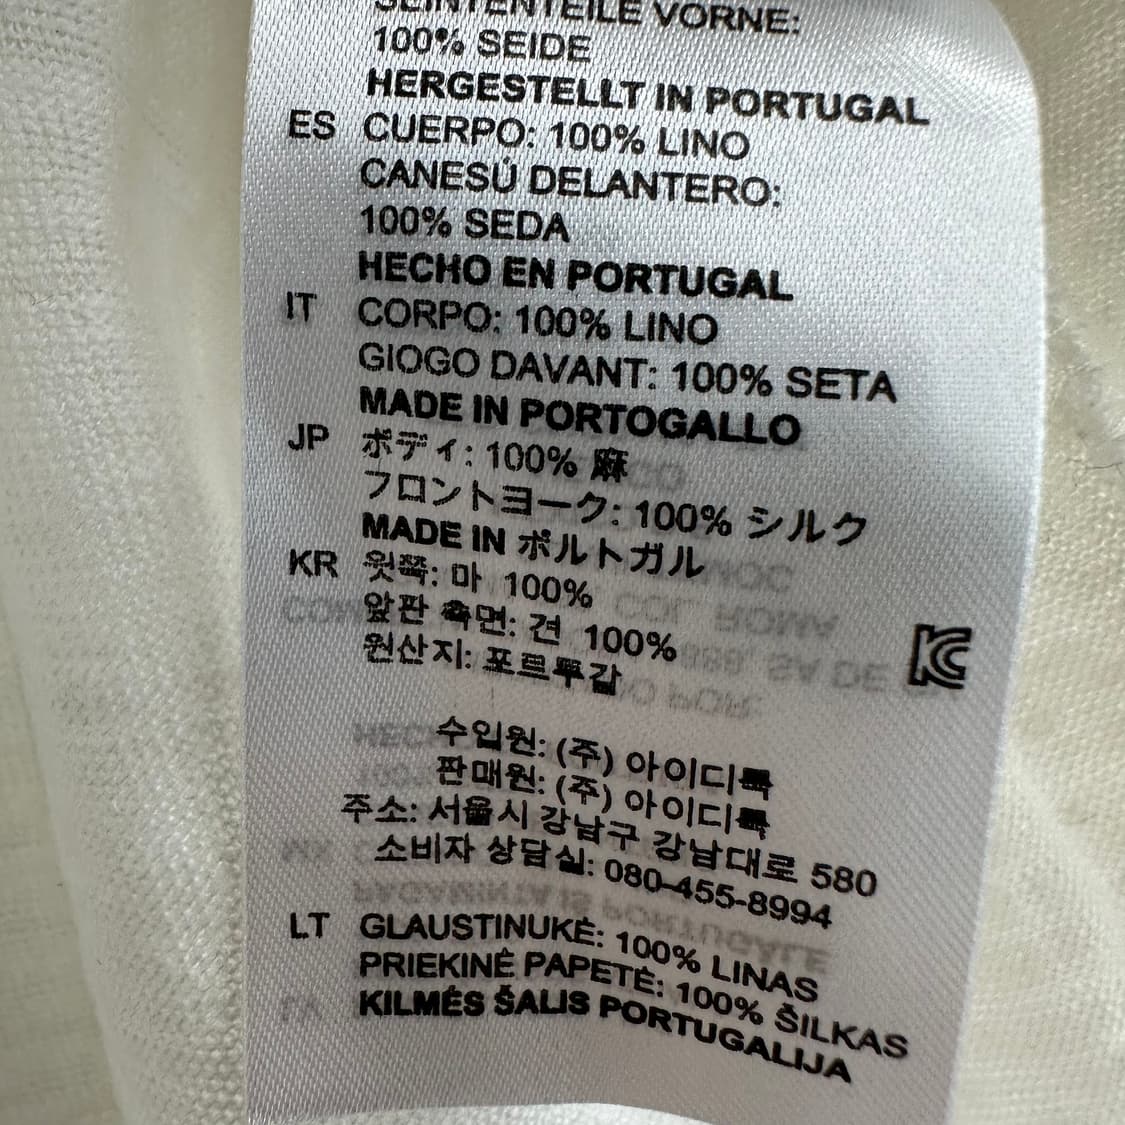 SEINTENTEILE VORNE:
100% SEIDE
HERGESTELLT IN PORTUGAL
ES CUERPO: 100% LINO
CANESÚ DELANTERO:
100% SEDA
HECHO EN PORTUGAL
IT CORPO: 100% LINO
GIOGO DAVANT: 100% SETA
MADE IN PORTOGALLO
JP ボディ: 100% 麻
フロントヨーク: 100% シルク
MADE IN ポルトガル
KR 윗쪽: 마 100%
앞판 측면: 견 100%
원산지: 포르투갈
KC
수입원: (주) 아이디룩
판매원: (주) 아이디룩
주소: 서울시 강남구 강남대로 580
소비자 상담실: 080-455-8994
LT GLAUSTINUKĖ: 100% LINAS
PRIEKINĖ PAPETĖ: 100% ŠILKAS
KILMĖS ŠALIS PORTUGALIJA